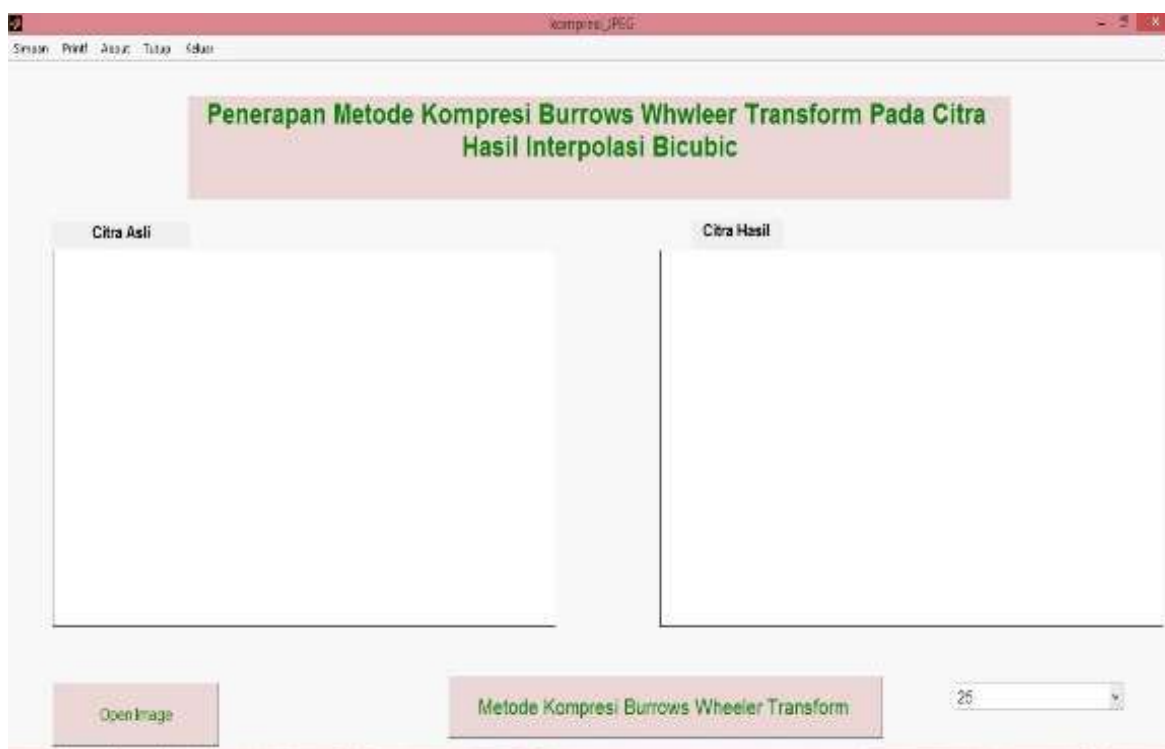 kompresi_JPEG
Simpan Print! About Tutup Keluar
Penerapan Metode Kompresi Burrows Whwleer Transform Pada Citra
Hasil Interpolasi Bicubic
Citra Asli
Citra Hasil
Open Image
Metode Kompresi Burrows Wheeler Transform
25